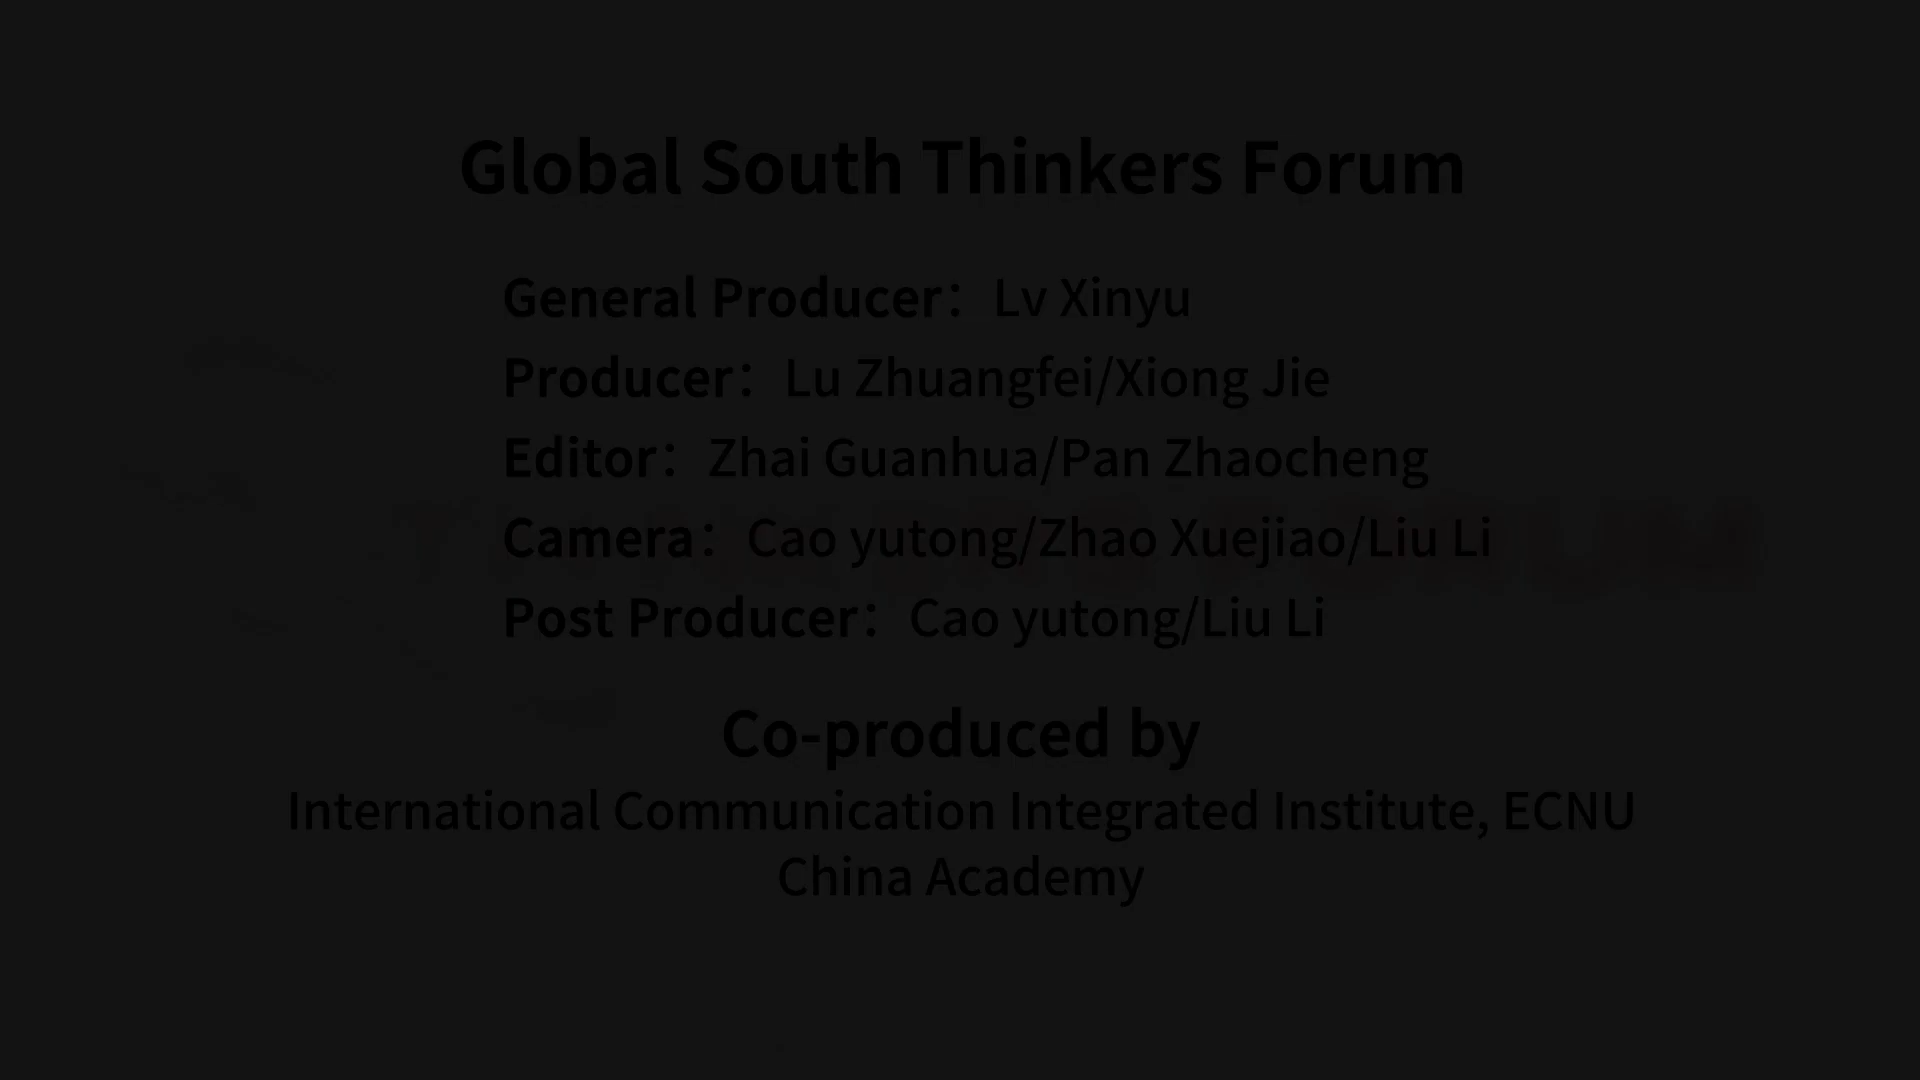 Global South Thinkers Forum
General Producer：Lv Xinyu
Producer：Lu Zhuangfei/Xiong Jie
Editor：Zhai Guanhua/Pan Zhaocheng
Camera：Cao yutong/Zhao Xuejiao/Liu Li
Post Producer：Cao yutong/Liu Li
Co-produced by
International Communication Integrated Institute, ECNU
China Academy